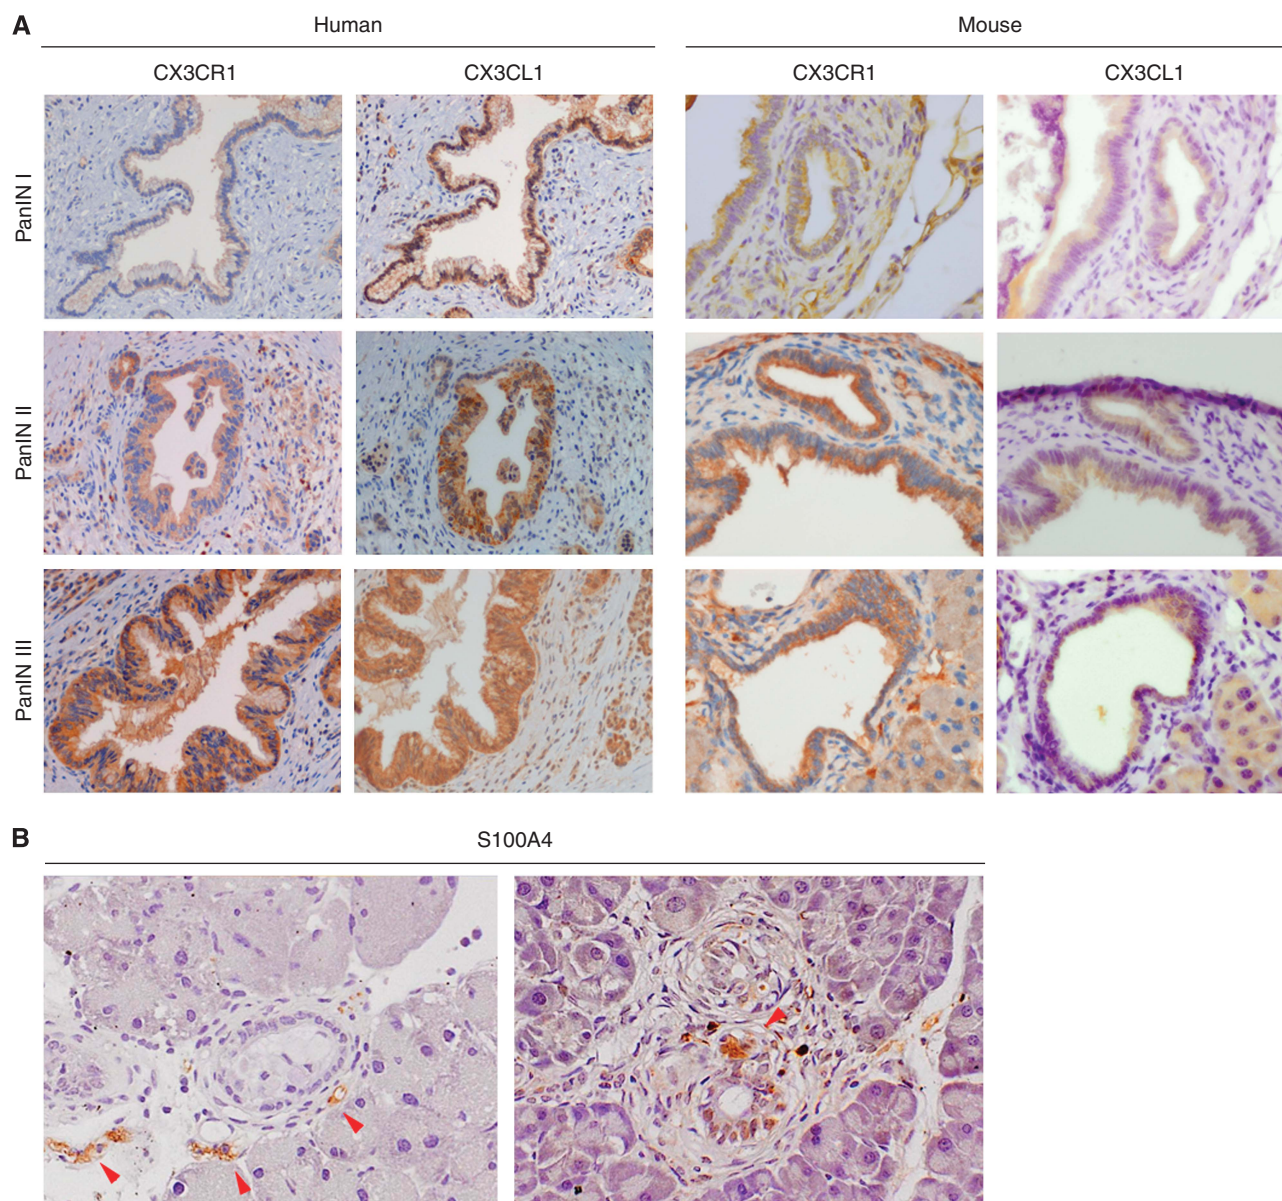 A
Human
Mouse
CX3CR1
CX3CL1
CX3CR1
CX3CL1
PanIN I
PanIN II
PanIN III
B
S100A4